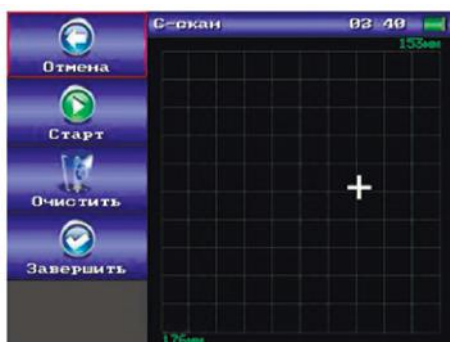 С-скан 03 40
153мм
Отмена
Старт
Очистить
Завершить
176мм